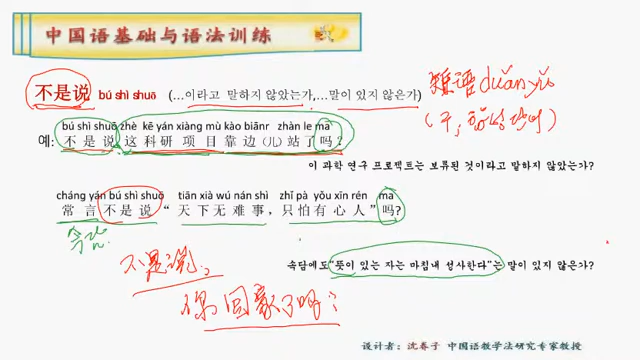 中国语基础与语法训练
不是说 bú shì shuō (…이라고 말하지 않았는가,…말이 있지 않은가)
短语 duǎn yǔ
bú shì shuō zhè kē yán xiàng mù kào biānr zhàn le ma
예: 不是说,这科研项目靠边(儿)站了吗?
이 과학 연구 프로젝트는 보류된 것이라고 말하지 않았는가?
cháng yán bú shì shuō tiān xià wú nán shì zhǐ pà yǒu xīn rén ma
常言不是说“天下无难事,只怕有心人”吗?
속담
속담에도“뜻이 있는 자는 마침내 성사한다”는 말이 있지 않은가?
不是说,
你回家了吗?
设计者:沈春子 中国语教学法研究专家教授